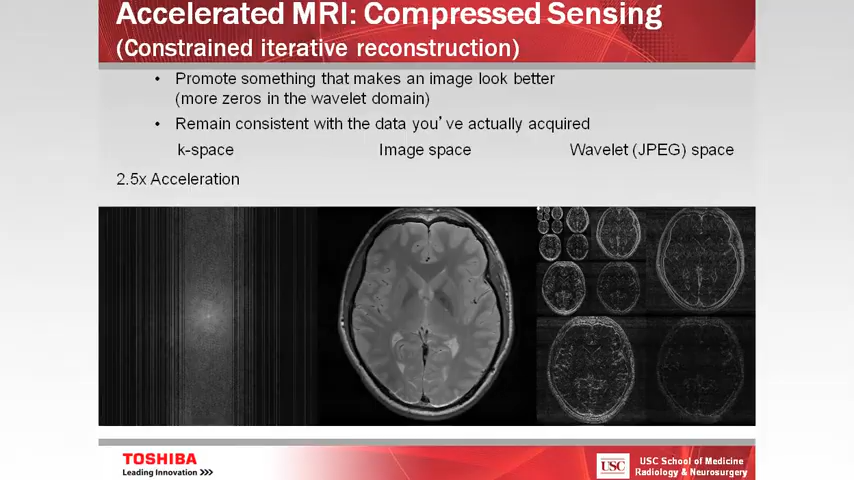 Accelerated MRI: Compressed Sensing
(Constrained iterative reconstruction)
• Promote something that makes an image look better
(more zeros in the wavelet domain)
• Remain consistent with the data you've actually acquired
k-space Image space Wavelet (JPEG) space
2.5x Acceleration
TOSHIBA
Leading Innovation >>>
USC
USC School of Medicine
Radiology & Neurosurgery